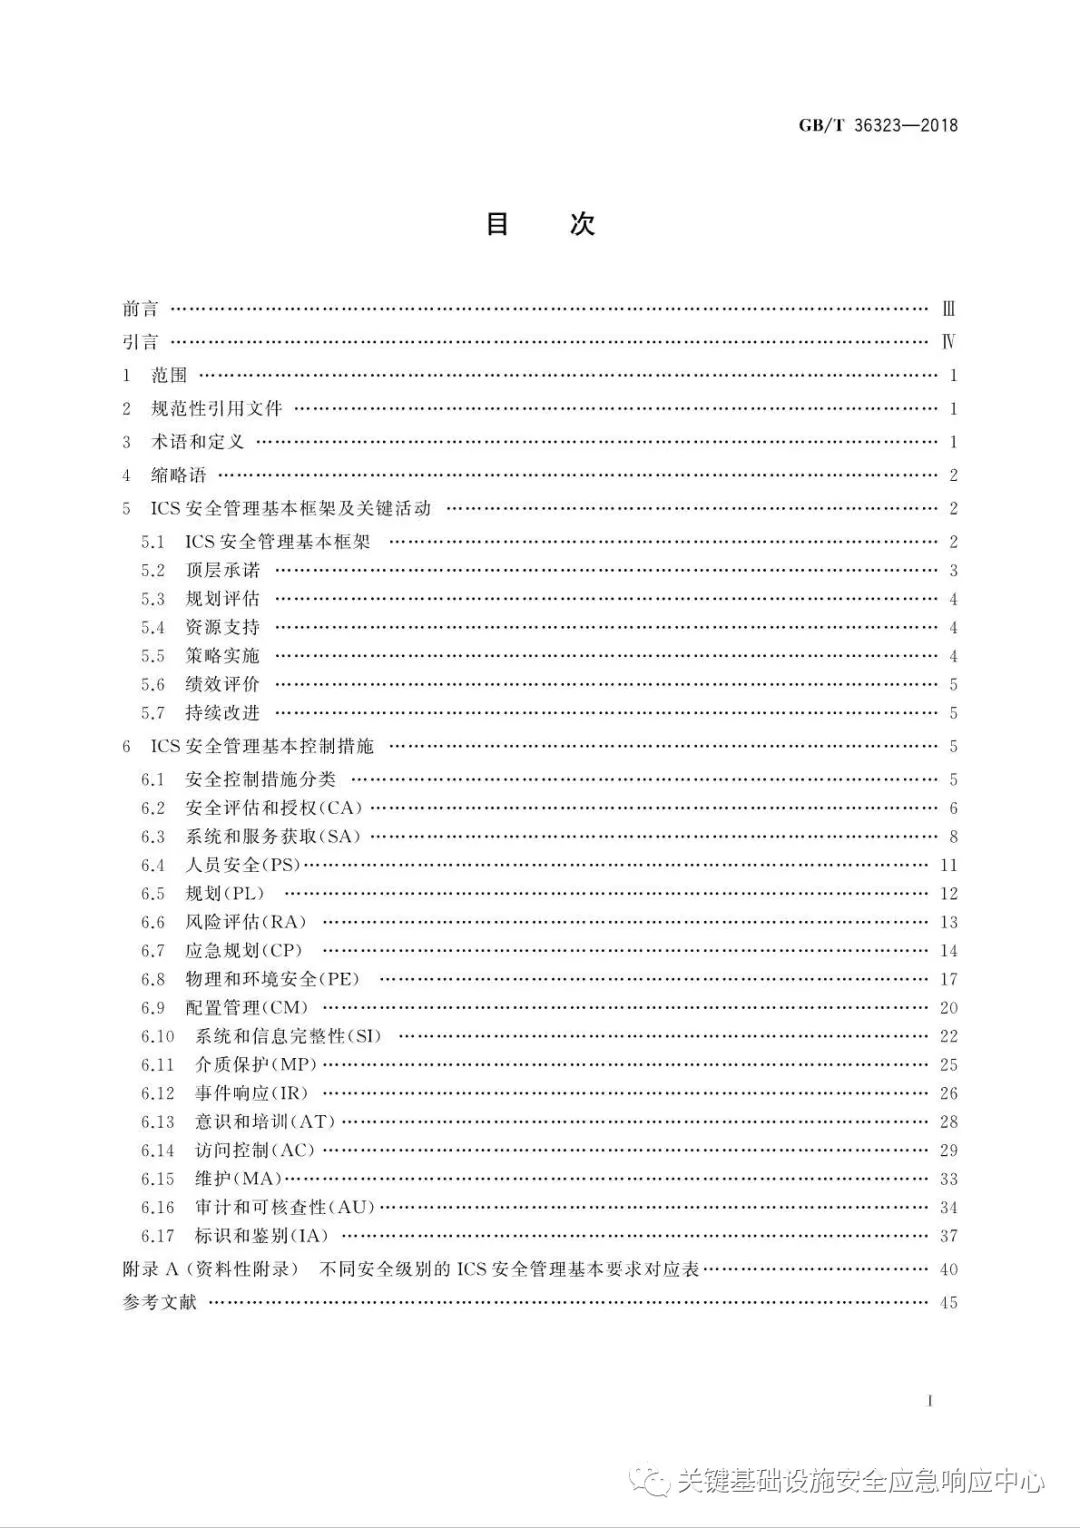 GB/T 36323—2018
目 次
前言 …… Ⅲ
引言 …… Ⅳ
1 范围 …… 1
2 规范性引用文件 …… 1
3 术语和定义 …… 1
4 缩略语 …… 2
5 ICS安全管理基本框架及关键活动 …… 2
5.1 ICS安全管理基本框架 …… 2
5.2 顶层承诺 …… 3
5.3 规划评估 …… 4
5.4 资源支持 …… 4
5.5 策略实施 …… 4
5.6 绩效评价 …… 5
5.7 持续改进 …… 5
6 ICS安全管理基本控制措施 …… 5
6.1 安全控制措施分类 …… 5
6.2 安全评估和授权(CA) …… 6
6.3 系统和服务获取(SA) …… 8
6.4 人员安全(PS) …… 11
6.5 规划(PL) …… 12
6.6 风险评估(RA) …… 13
6.7 应急规划(CP) …… 14
6.8 物理和环境安全(PE) …… 17
6.9 配置管理(CM) …… 20
6.10 系统和信息完整性(SI) …… 22
6.11 介质保护(MP) …… 25
6.12 事件响应(IR) …… 26
6.13 意识和培训(AT) …… 28
6.14 访问控制(AC) …… 29
6.15 维护(MA) …… 33
6.16 审计和可核查性(AU) …… 34
6.17 标识和鉴别(IA) …… 37
附录A(资料性附录) 不同安全级别的ICS安全管理基本要求对应表 …… 40
参考文献 …… 45
Ⅰ
关键基础设施安全应急响应中心